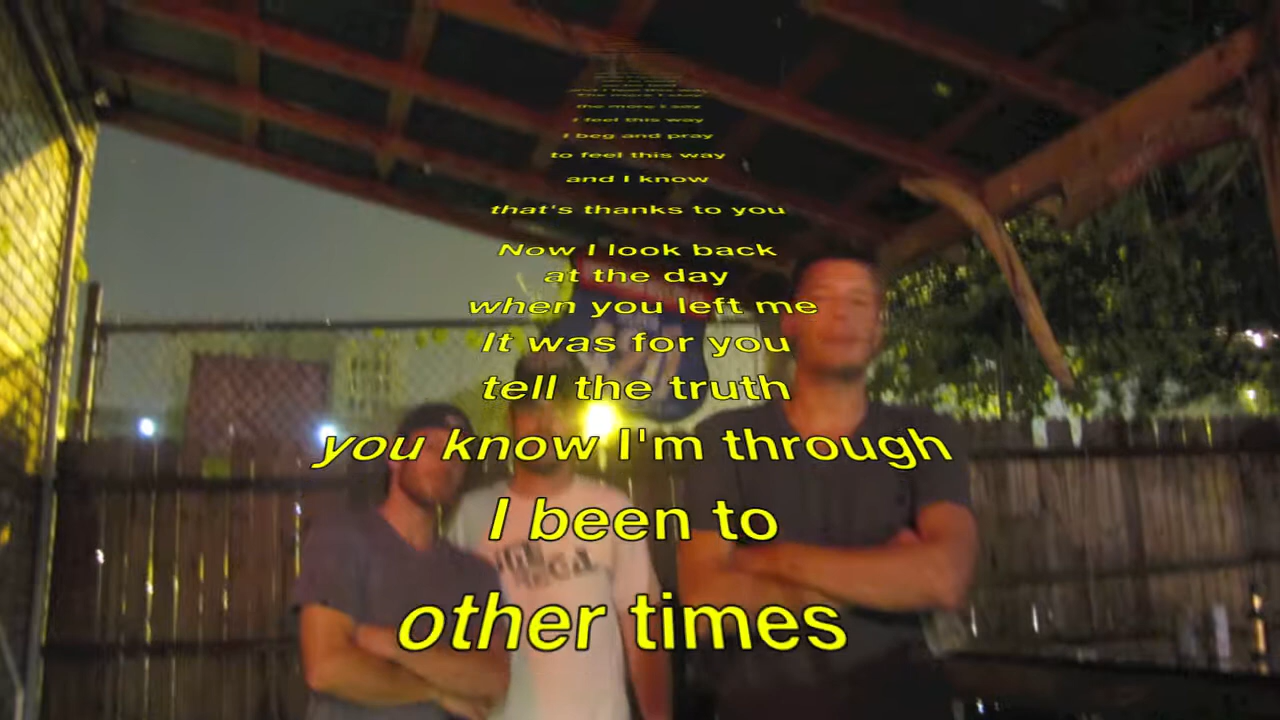 the more I say
I feel this way
I beg and pray
to feel this way
and I know
that's thanks to you
Now I look back
at the day
when you left me
It was for you
tell the truth
you know I'm through
I been to
other times